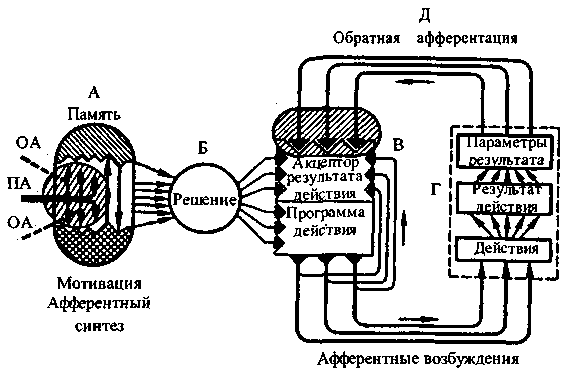 Д
Обратная афферентация
А
Память
ОА
ПА
ОА
Мотивация
Афферентный
синтез
Б
Решение
В
Акцептор
результата
действия
Программа
действия
Г
Параметры
результата
Результат
действия
Действия
Афферентные возбуждения